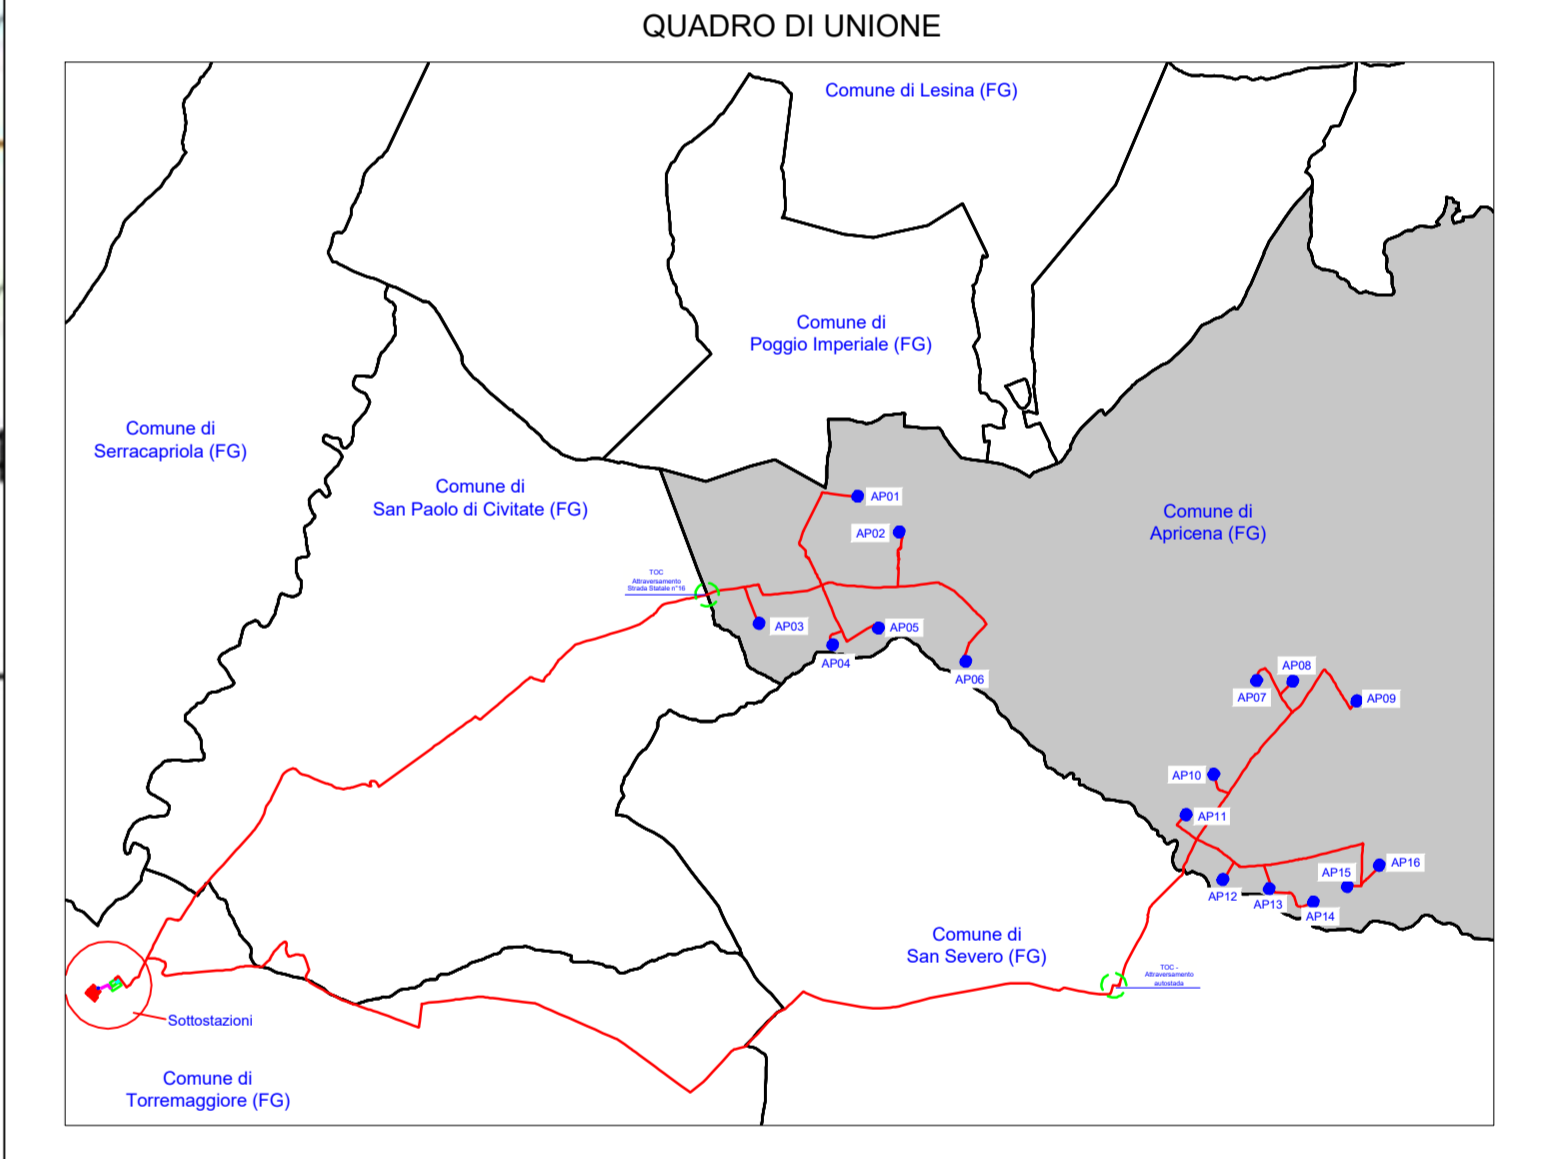 QUADRO DI UNIONE
Comune di Lesina (FG)
Comune di
Poggio Imperiale (FG)
Comune di
Serracapriola (FG)
Comune di
San Paolo di Civitate (FG)
Comune di
Apricena (FG)
AP01
AP02
TOC
Attraversamento
Strada Statale n°16
AP03
AP05
AP04
AP06
AP08
AP07
AP09
AP10
AP11
AP16
AP15
AP12
AP13
AP14
Comune di
San Severo (FG)
TOC -
Attraversamento
autostada
Sottostazioni
Comune di
Torremaggiore (FG)